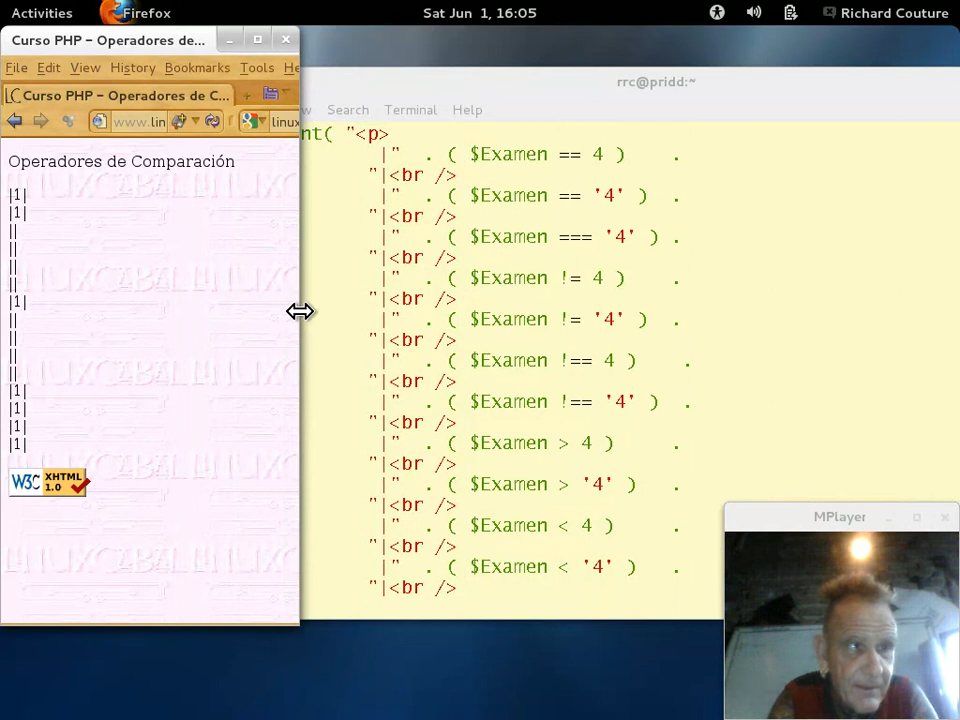 Activities Firefox Sat Jun 1, 16:05 Richard Couture
Curso PHP – Operadores de...
File Edit View History Bookmarks Tools He
Curso PHP – Operadores de C...
www.lin linux
Operadores de Comparación
|1|
|1|
||
||
||
||
|1|
||
||
||
||
|1|
|1|
|1|
|1|
W3C XHTML 1.0
rrc@pridd:~
w Search Terminal Help
nt( "<p>
|" . ( $Examen == 4 ) .
"|<br />
|" . ( $Examen == '4' ) .
"|<br />
|" . ( $Examen === '4' ) .
"|<br />
|" . ( $Examen != 4 ) .
"|<br />
|" . ( $Examen != '4' ) .
"|<br />
|" . ( $Examen !== 4 ) .
"|<br />
|" . ( $Examen !== '4' ) .
"|<br />
|" . ( $Examen > 4 ) .
"|<br />
|" . ( $Examen > '4' ) .
"|<br />
|" . ( $Examen < 4 ) .
"|<br />
|" . ( $Examen < '4' ) .
"|<br />
MPlayer